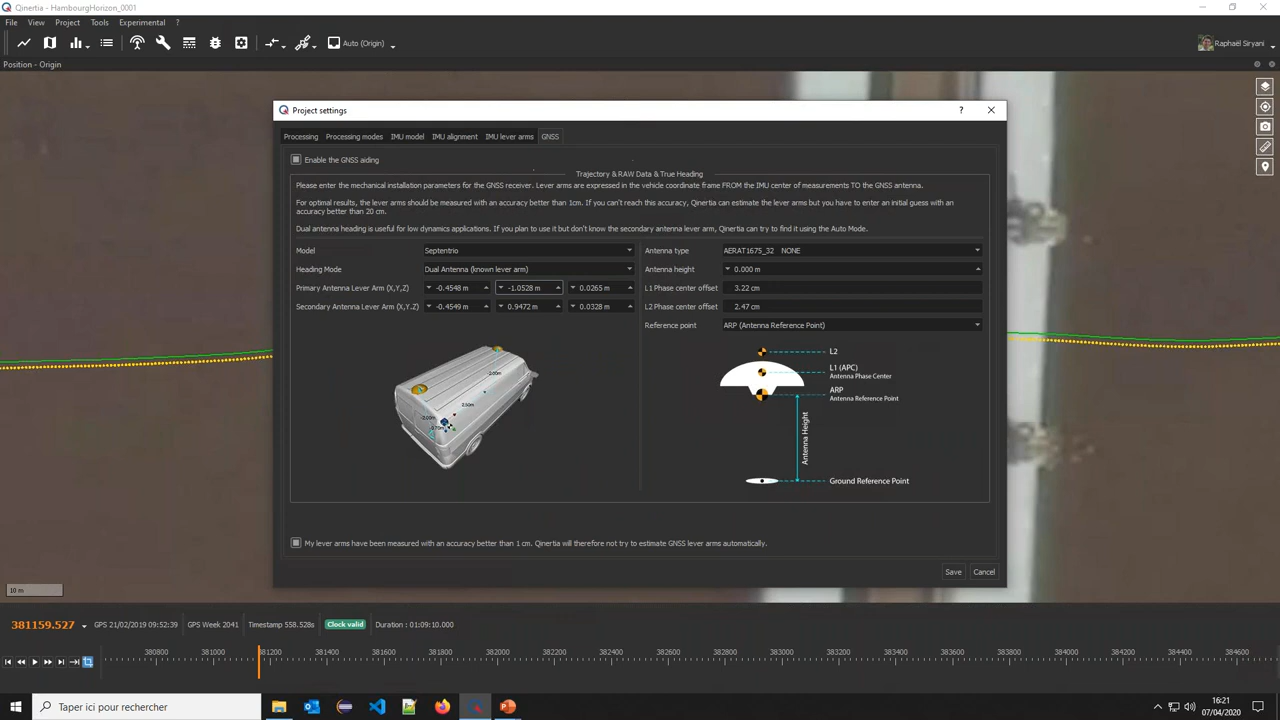 Qinertia - HambourgHorizon_0001
File View Project Tools Experimental ?
Auto (Origin)
Raphaël Siryani
Position - Origin
Project settings
?
Processing Processing modes IMU model IMU alignment IMU lever arms GNSS
Enable the GNSS aiding
Trajectory & RAW Data & True Heading
Please enter the mechanical installation parameters for the GNSS receiver. Lever arms are expressed in the vehicle coordinate frame FROM the IMU center of measurements TO the GNSS antenna.
For optimal results, the lever arms should be measured with an accuracy better than 1cm. If you can't reach this accuracy, Qinertia can estimate the lever arms but you have to enter an initial guess with an
accuracy better than 20 cm.
Dual antenna heading is useful for low dynamics applications. If you plan to use it but don't know the secondary antenna lever arm, Qinertia can try to find it using the Auto Mode.
Model Septentrio
Heading Mode Dual Antenna (known lever arm)
Primary Antenna Lever Arm (X,Y,Z) -0.4548 m -1.0528 m 0.0265 m
Secondary Antenna Lever Arm (X,Y,Z) -0.4549 m 0.9472 m 0.0328 m
Antenna type AERAT1675_32 NONE
Antenna height 0.000 m
L1 Phase center offset 3.22 cm
L2 Phase center offset 2.47 cm
Reference point ARP (Antenna Reference Point)
2.00m
2.50m
L2
L1 (APC)
Antenna Phase Center
ARP
Antenna Reference Point
Antenna Height
Ground Reference Point
My lever arms have been measured with an accuracy better than 1 cm. Qinertia will therefore not try to estimate GNSS lever arms automatically.
Save Cancel
10 m
381159.527 GPS 21/02/2019 09:52:39 GPS Week 2041 Timestamp 558.528s Clock valid Duration : 01:09:10.000
380800 381000 381200 381400 381600 381800 382000 382200 382400 382600 382800 383000 383200 383400 383600 383800 384000 384200 384400 384600
Taper ici pour rechercher
16:21
07/04/2020